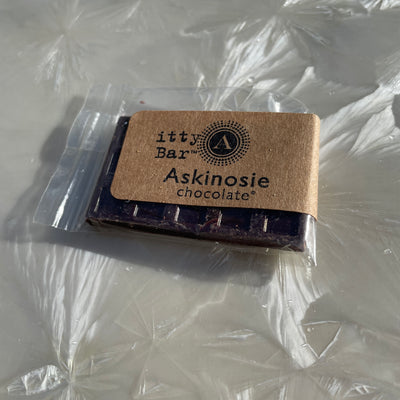 itty
Bar™
A
Askinosie
chocolate®